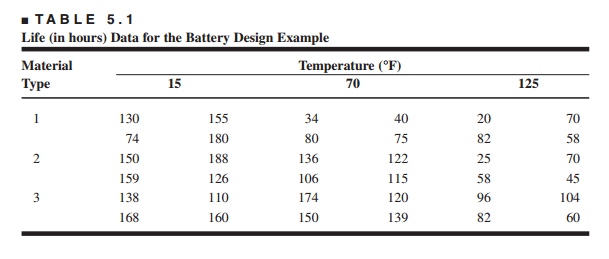 ■ TABLE 5.1
Life (in hours) Data for the Battery Design Example
Material Temperature (°F)
Type 15 70 125
1 130 155 34 40 20 70
74 180 80 75 82 58
2 150 188 136 122 25 70
159 126 106 115 58 45
3 138 110 174 120 96 104
168 160 150 139 82 60